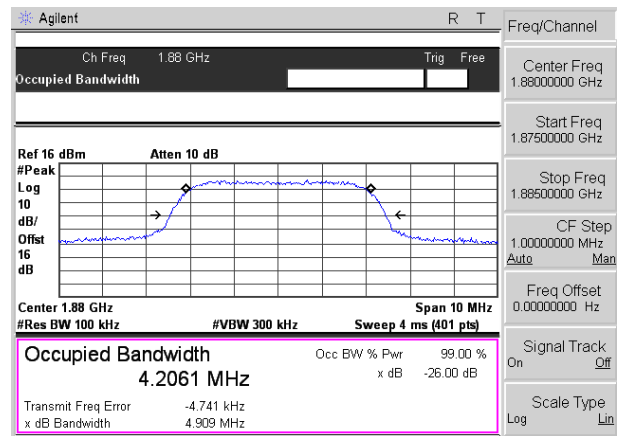 Agilent R T
Freq/Channel
Ch Freq 1.88 GHz Trig Free
Occupied Bandwidth
Center Freq
1.88000000 GHz
Start Freq
1.87500000 GHz
Stop Freq
1.88500000 GHz
CF Step
1.00000000 MHz
Auto Man
Freq Offset
0.00000000 Hz
Signal Track
On Off
Scale Type
Log Lin
Ref 16 dBm Atten 10 dB
#Peak
Log
10
dB/
Offst
16
dB
Center 1.88 GHz Span 10 MHz
#Res BW 100 kHz #VBW 300 kHz Sweep 4 ms (401 pts)
Occupied Bandwidth Occ BW % Pwr 99.00 %
4.2061 MHz x dB -26.00 dB
Transmit Freq Error -4.741 kHz
x dB Bandwidth 4.909 MHz